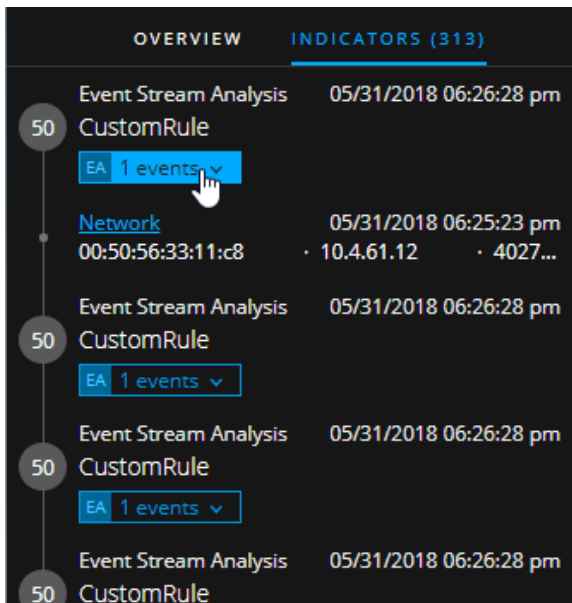 OVERVIEW INDICATORS (313)
Event Stream Analysis 05/31/2018 06:26:28 pm
50 CustomRule
EA 1 events
Network 05/31/2018 06:25:23 pm
00:50:56:33:11:c8 · 10.4.61.12 · 4027...
Event Stream Analysis 05/31/2018 06:26:28 pm
50 CustomRule
EA 1 events
Event Stream Analysis 05/31/2018 06:26:28 pm
50 CustomRule
EA 1 events
Event Stream Analysis 05/31/2018 06:26:28 pm
50 CustomRule